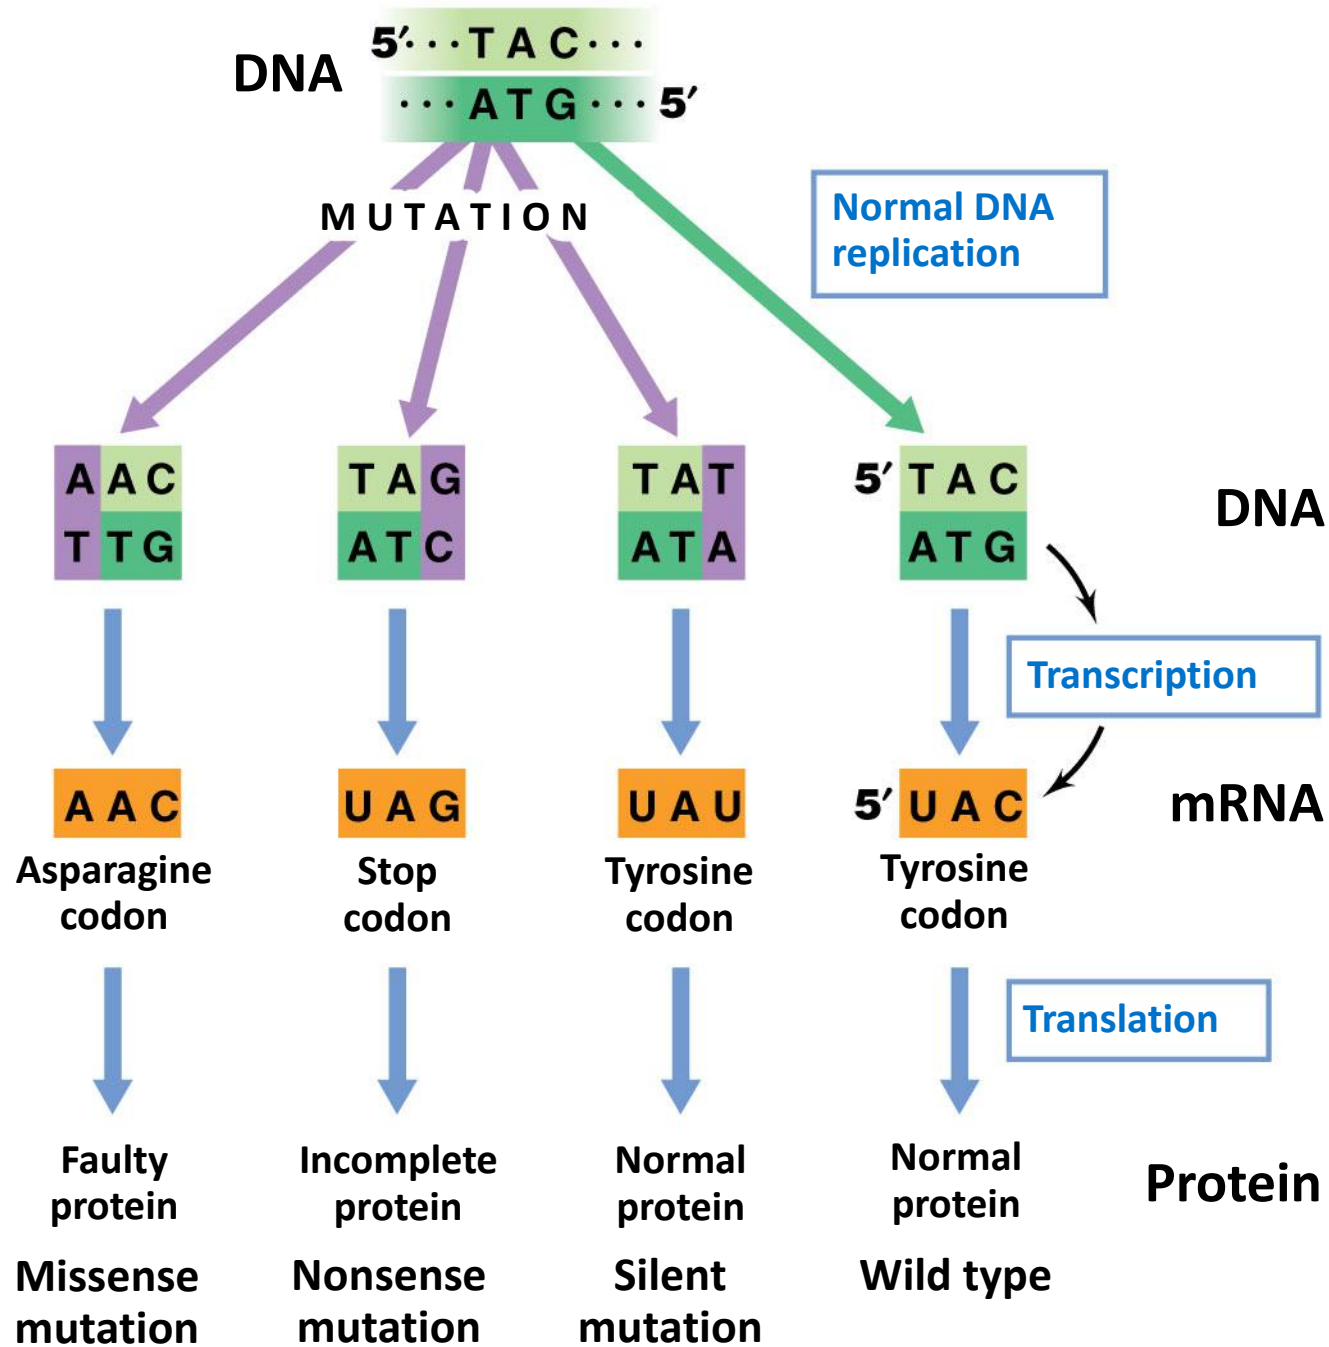 5′···TAC···
DNA
···ATG···5′
MUTATION
Normal DNA
replication
AAC
TTG
TAG
ATC
TAT
ATA
5′ TAC
ATG
DNA
Transcription
AAC
UAG
UAU
5′ UAC
mRNA
Asparagine
codon
Stop
codon
Tyrosine
codon
Tyrosine
codon
Translation
Faulty
protein
Incomplete
protein
Normal
protein
Normal
protein
Protein
Missense
mutation
Nonsense
mutation
Silent
mutation
Wild type